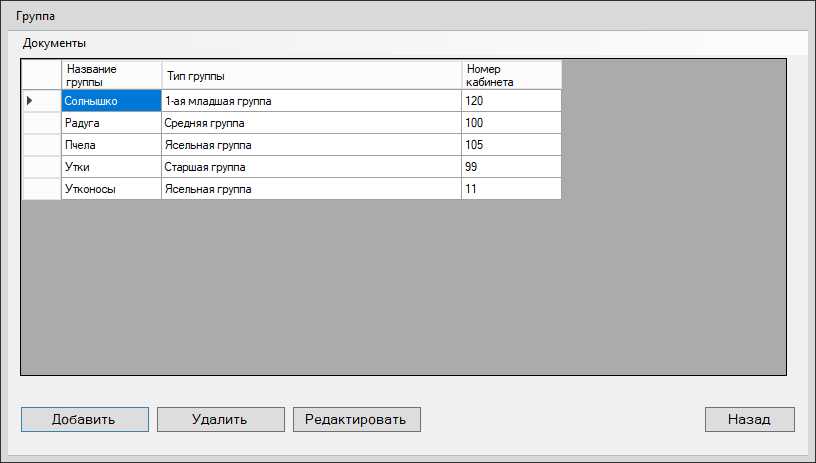 Группа
Документы
Название группы Тип группы Номер кабинета
Солнышко 1-ая младшая группа 120
Радуга Средняя группа 100
Пчела Ясельная группа 105
Утки Старшая группа 99
Утконосы Ясельная группа 11
Добавить Удалить Редактировать Назад